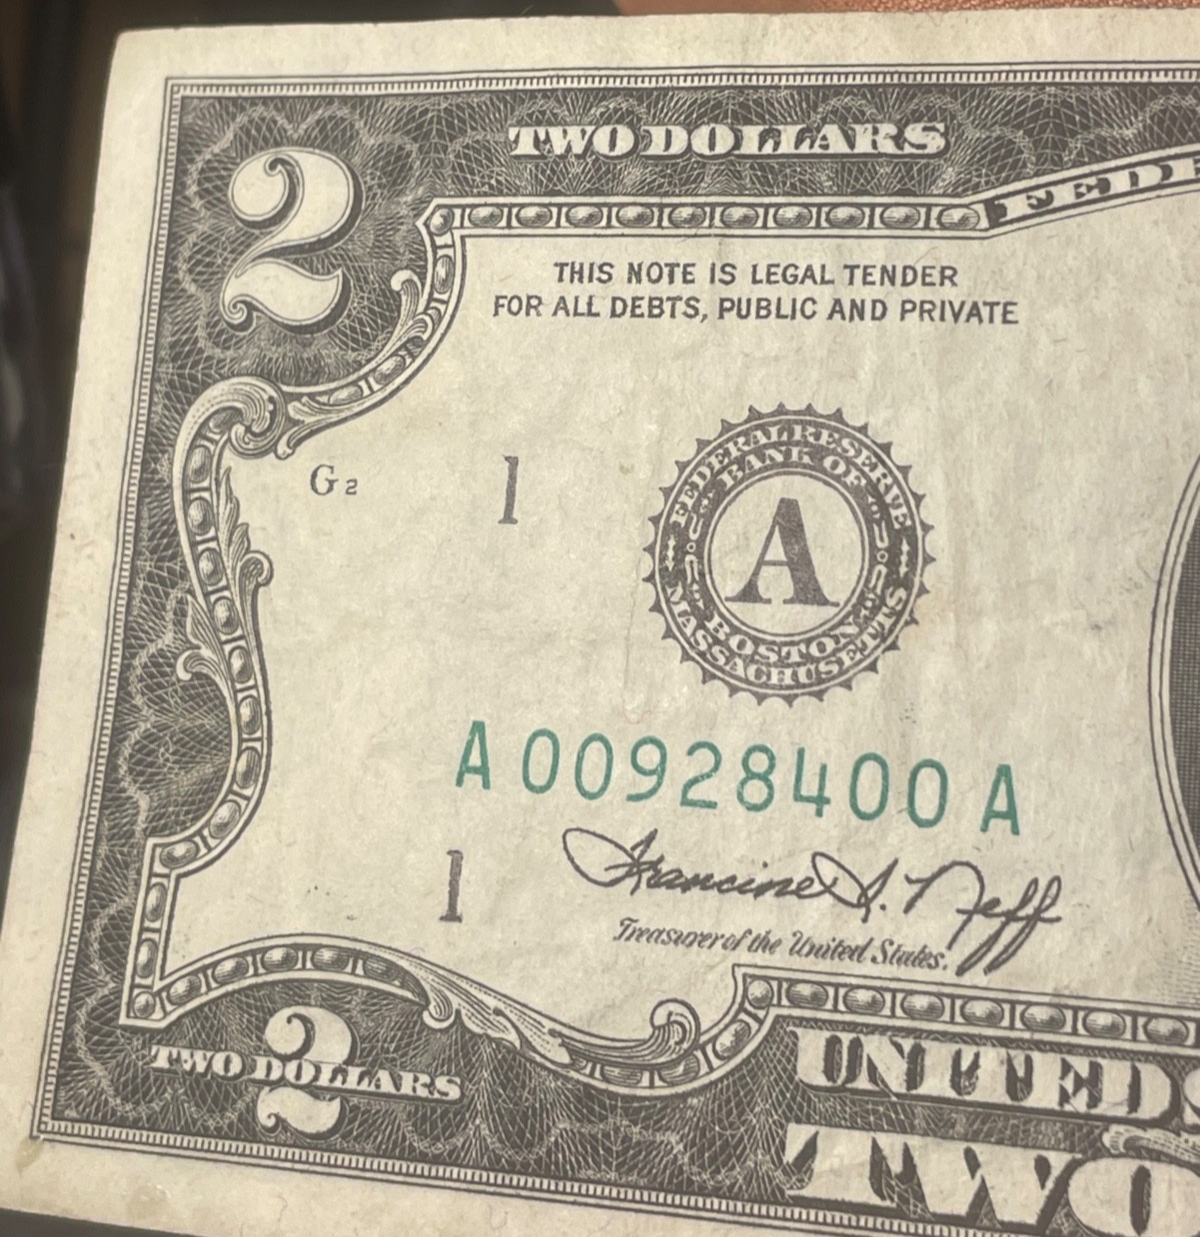 TWO DOLLARS
2
FEDE
THIS NOTE IS LEGAL TENDER
FOR ALL DEBTS, PUBLIC AND PRIVATE
G2
1
FEDERAL RESERVE
BANK OF
A
BOSTON
MASSACHUSETTS
A 00928400 A
1
Francine I. Neff
Treasurer of the United States.
2
TWO DOLLARS
UNITED S
TWO